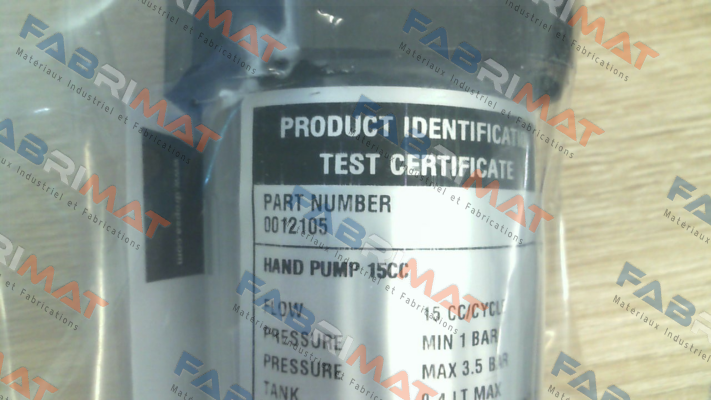 PRODUCT IDENTIFICATI
TEST CERTIFICATE
PART NUMBER
0012105
HAND PUMP 15CC
FLOW 15 CC/CYCLE
PRESSURE MIN 1 BAR
PRESSURE MAX 3.5 BAR
TANK 0.4 LT MAX
FABRIMAT
Materiaux Industriel et Fabrications